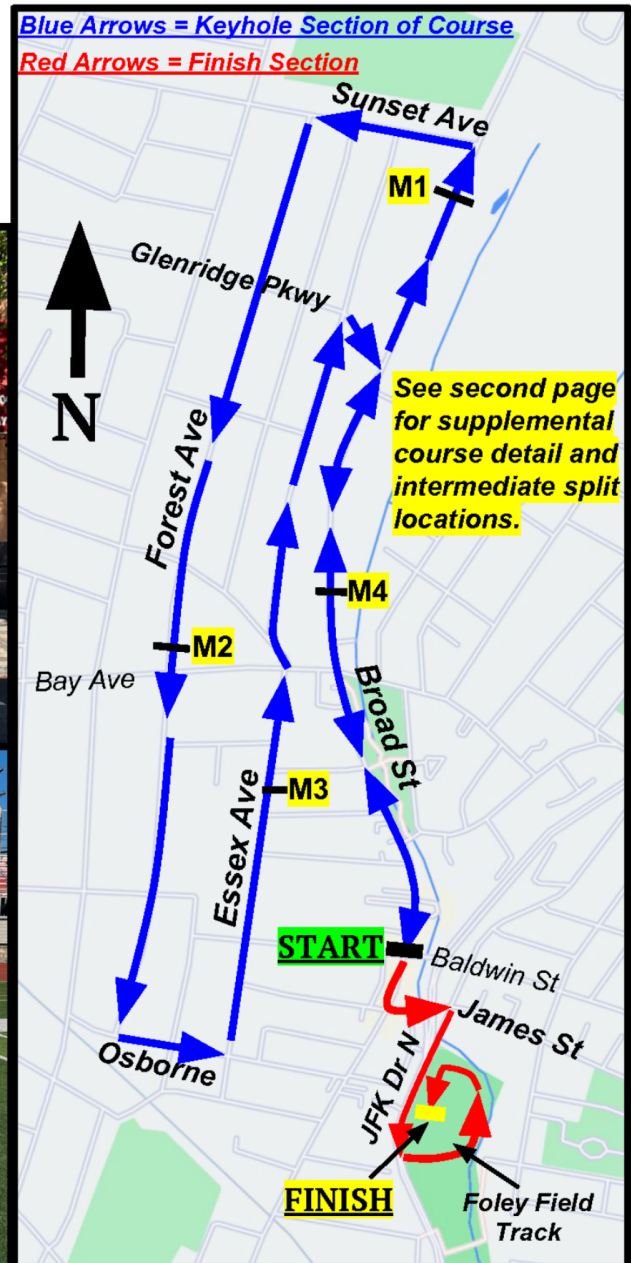 Blue Arrows = Keyhole Section of Course
Red Arrows = Finish Section
Sunset Ave
M1
Glenridge Pkwy
N
See second page
for supplemental
course detail and
intermediate split
locations.
Forest Ave
M4
M2
Bay Ave
Broad St
M3
Essex Ave
START
Baldwin St
James St
Osborne
JFK Dr N
FINISH
Foley Field
Track